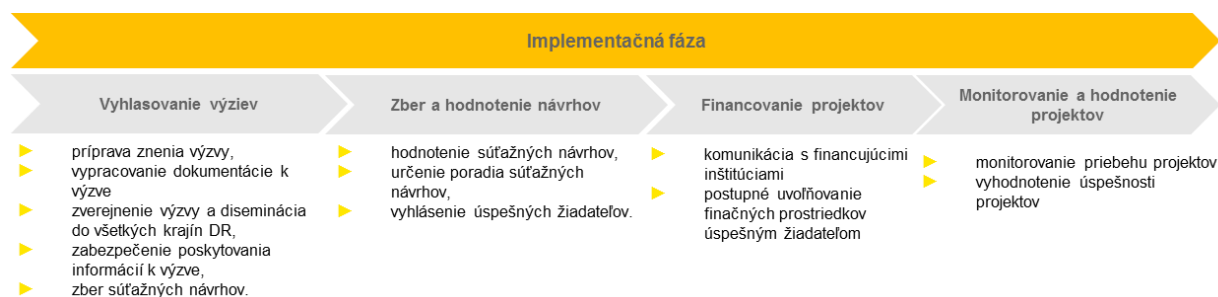 Implementačná fáza
Vyhlasovanie výziev
príprava znenia výzvy,
vypracovanie dokumentácie k
výzve
zverejnenie výzvy a diseminácia
do všetkých krajín DR,
zabezpečenie poskytovania
informácií k výzve,
zber súťažných návrhov.
Zber a hodnotenie návrhov
hodnotenie súťažných návrhov,
určenie poradia súťažných
návrhov,
vyhlásenie úspešných žiadateľov.
Financovanie projektov
komunikácia s financujúcimi
inštitúciami
postupné uvoľňovanie
finačných prostriedkov
úspešným žiadateľom
Monitorovanie a hodnotenie
projektov
monitorovanie priebehu projektov
vyhodnotenie úspešnosti
projektov